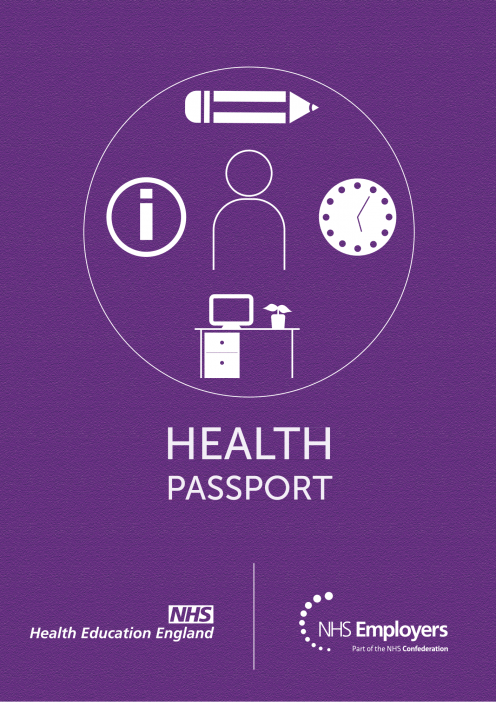 HEALTH
PASSPORT
NHS
Health Education England
NHS Employers
Part of the NHS Confederation